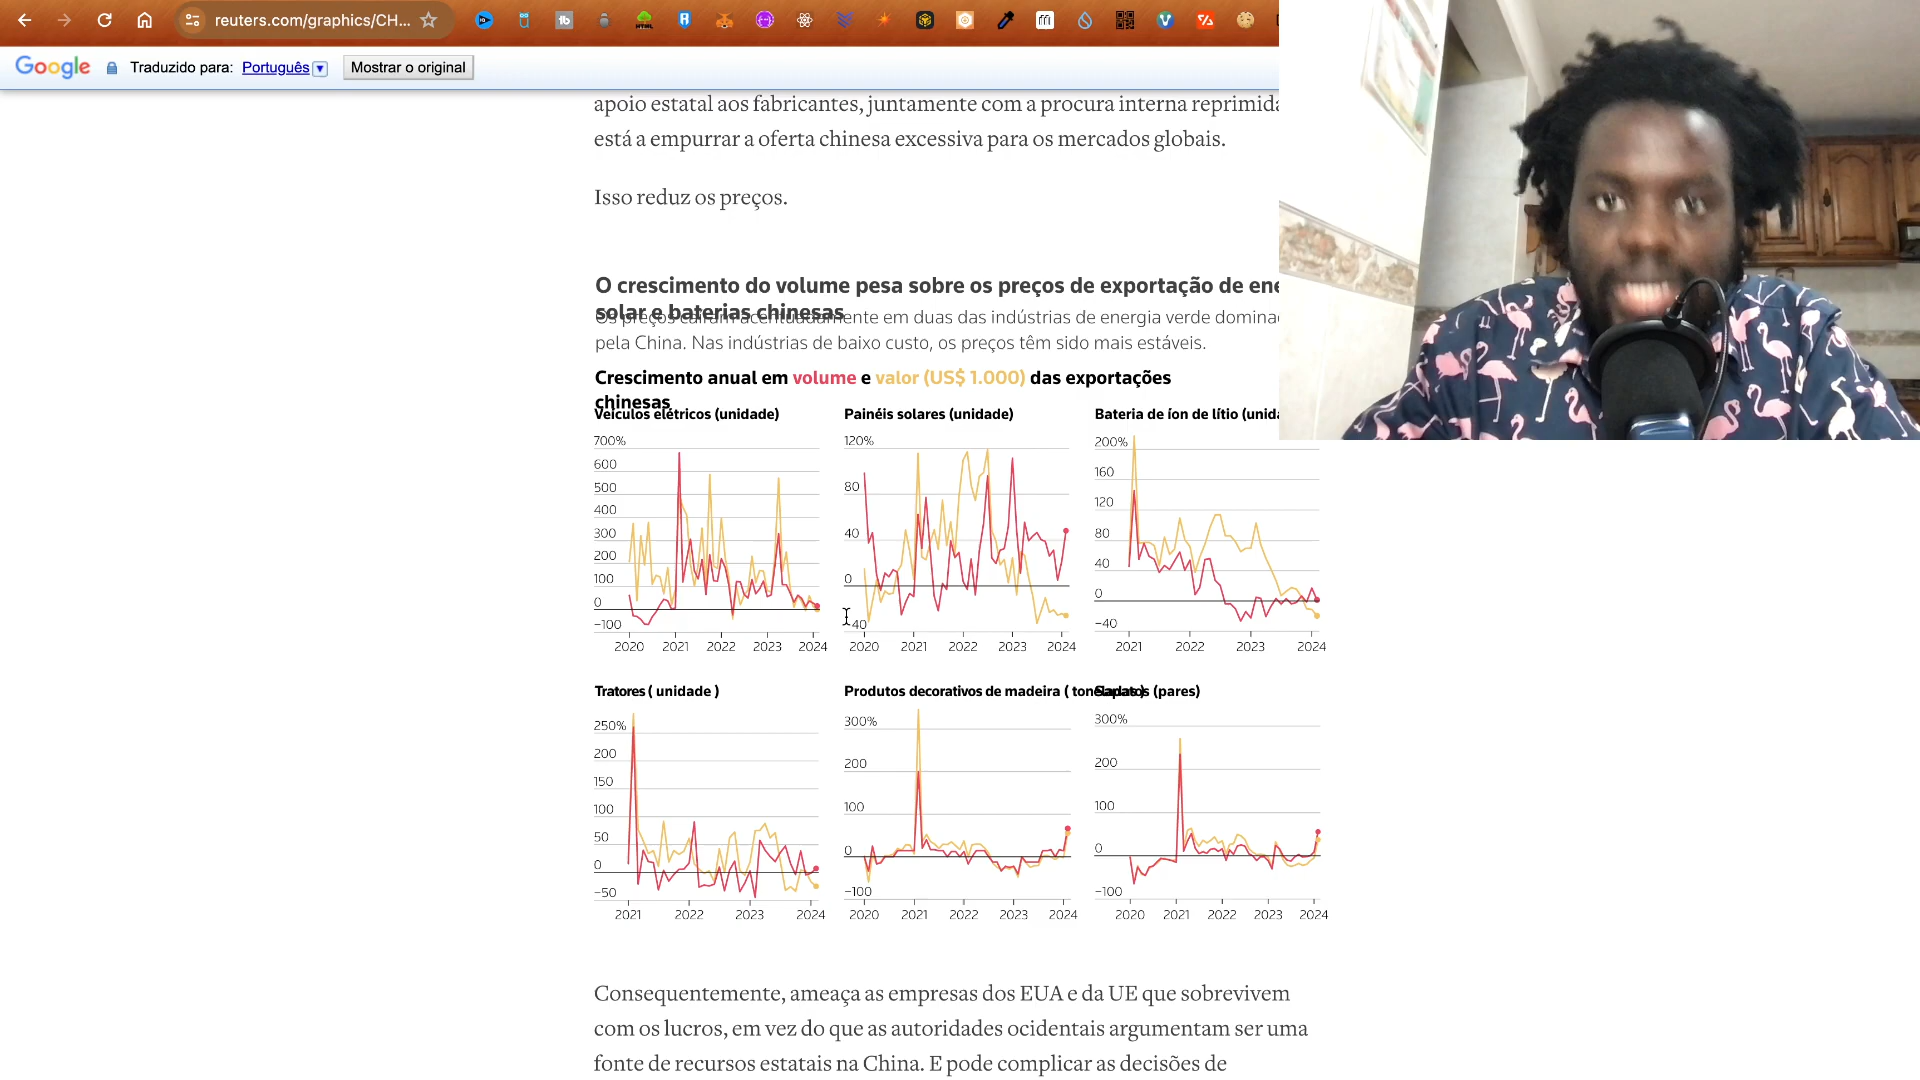 reuters.com/graphics/CH...
Google Traduzido para: Português Mostrar o original
apoio estatal aos fabricantes, juntamente com a procura interna reprimida
está a empurrar a oferta chinesa excessiva para os mercados globais.
Isso reduz os preços.
O crescimento do volume pesa sobre os preços de exportação de ene
solar e baterias chinesas
Os preços caíram acentuadamente em duas das indústrias de energia verde domina
pela China. Nas indústrias de baixo custo, os preços têm sido mais estáveis.
Crescimento anual em volume e valor (US$ 1.000) das exportações
chinesas
Veículos elétricos (unidade)
700%
600
500
400
300
200
100
0
−100
2020 2021 2022 2023 2024
Painéis solares (unidade)
120%
80
40
0
40
2020 2021 2022 2023 2024
Bateria de íon de lítio (unida
200%
160
120
80
40
0
−40
2021 2022 2023 2024
Tratores ( unidade )
250%
200
150
100
50
0
−50
2021 2022 2023 2024
Produtos decorativos de madeira ( toneladas )
300%
200
100
0
−100
2020 2021 2022 2023 2024
Sapatos (pares)
300%
200
100
0
−100
2020 2021 2022 2023 2024
Consequentemente, ameaça as empresas dos EUA e da UE que sobrevivem
com os lucros, em vez do que as autoridades ocidentais argumentam ser uma
fonte de recursos estatais na China. E pode complicar as decisões de